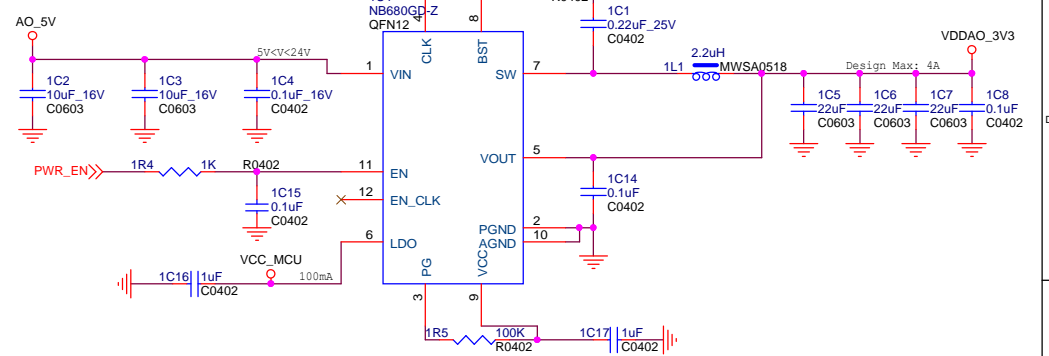 NB680GD-Z
QFN12
4
8
1C1
0.22uF_25V
C0402
AO_5V
VDDAO_3V3
CLK
BST
5V<V<24V
2.2uH
1
VIN
SW
7
1L1
MWSA0518
Design Max: 4A
1C2
10uF_16V
C0603
1C3
10uF_16V
C0603
1C4
0.1uF_16V
C0402
1C5
22uF
C0603
1C6
22uF
C0603
1C7
22uF
C0603
1C8
0.1uF
C0402
VOUT
5
PWR_EN
1R4
1K
R0402
11
EN
1C15
0.1uF
C0402
12
EN_CLK
1C14
0.1uF
C0402
PGND
2
AGND
10
6
LDO
VCC_MCU
100mA
1C16
1uF
C0402
PG
VCC
3
9
1R5
100K
R0402
1C17
1uF
C0402